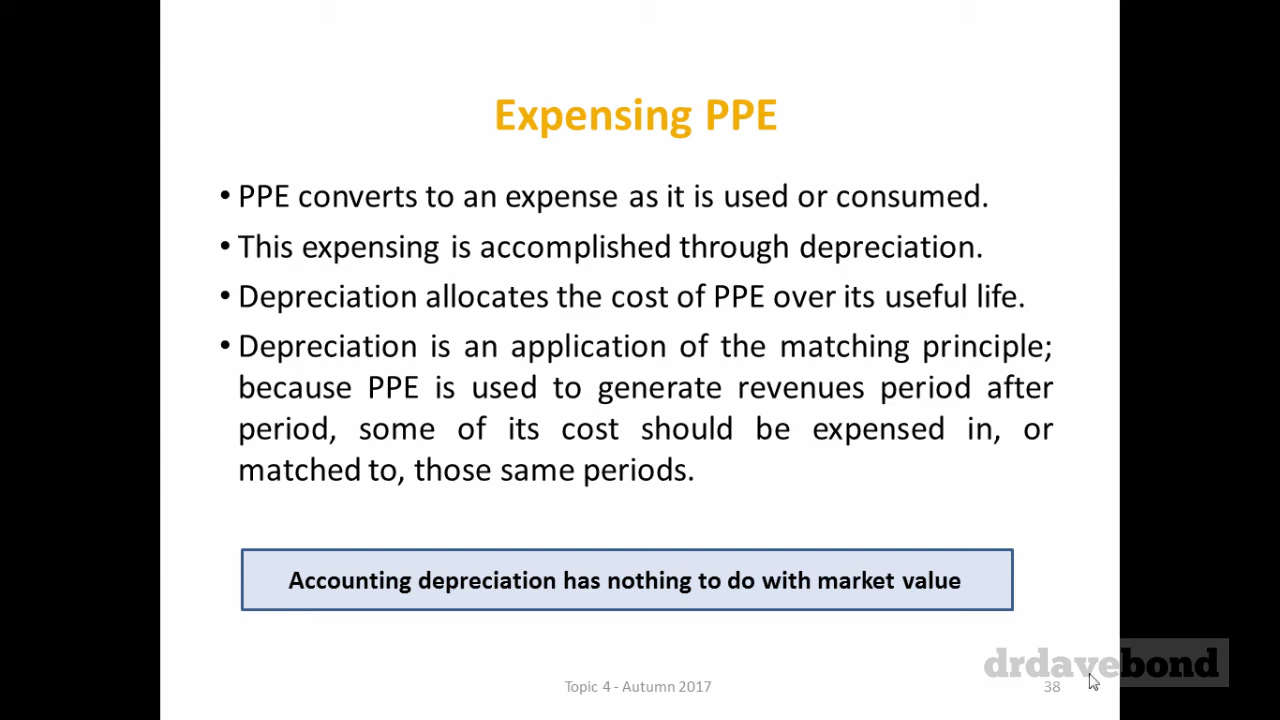 Expensing PPE
• PPE converts to an expense as it is used or consumed.
• This expensing is accomplished through depreciation.
• Depreciation allocates the cost of PPE over its useful life.
• Depreciation is an application of the matching principle;
because PPE is used to generate revenues period after
period, some of its cost should be expensed in, or
matched to, those same periods.
Accounting depreciation has nothing to do with market value
drdavebond
Topic 4 - Autumn 2017
38